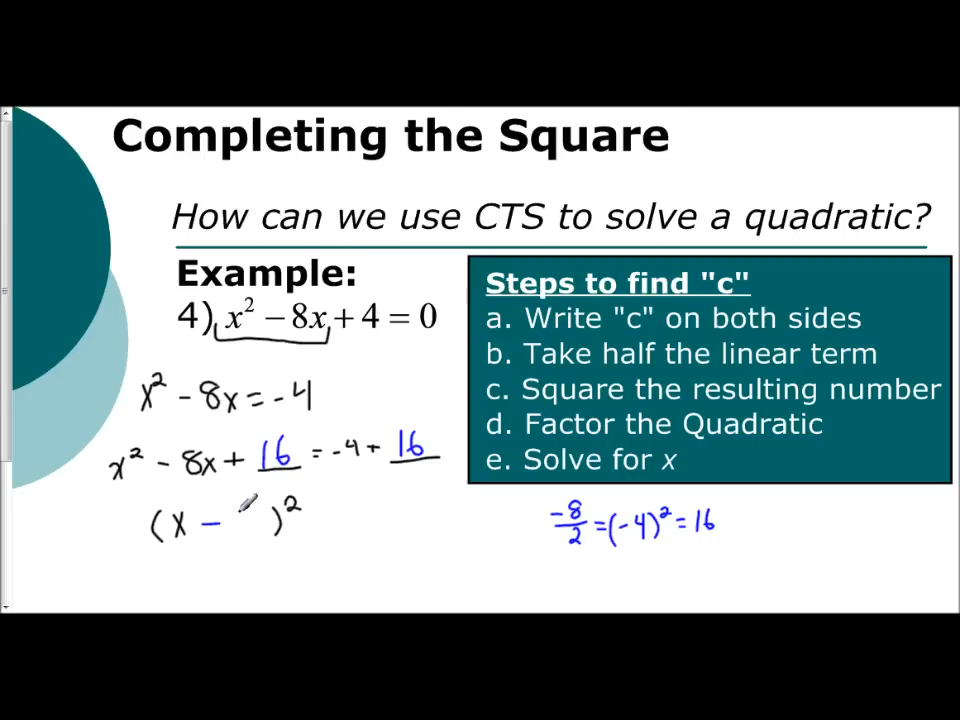 Completing the Square
How can we use CTS to solve a quadratic?
Example:
4) x² − 8x + 4 = 0
x² - 8x = -4
x² - 8x + 16 = -4 + 16
(x - )²
Steps to find "c"
a. Write "c" on both sides
b. Take half the linear term
c. Square the resulting number
d. Factor the Quadratic
e. Solve for x
-8/2 = (-4)² = 16